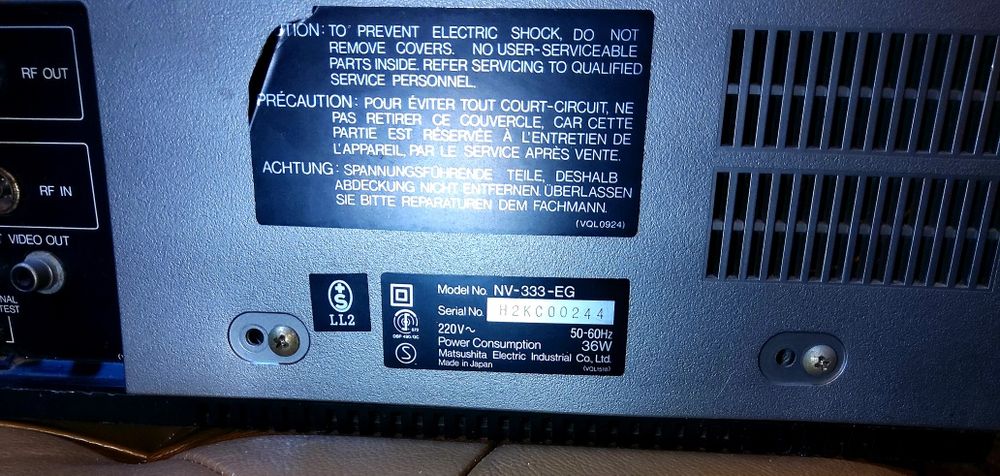 RF OUT
RF IN
VIDEO OUT
TION: TO PREVENT ELECTRIC SHOCK, DO NOT
REMOVE COVERS. NO USER-SERVICEABLE
PARTS INSIDE. REFER SERVICING TO QUALIFIED
SERVICE PERSONNEL.
PRÉCAUTION: POUR ÉVITER TOUT COURT-CIRCUIT, NE
PAS RETIRER CE COUVERCLE, CAR CETTE
PARTIE EST RÉSERVÉE À L'ENTRETIEN DE
L'APPAREIL, PAR LE SERVICE APRÈS VENTE.
ACHTUNG: SPANNUNGSFÜHRENDE TEILE, DESHALB
ABDECKUNG NICHT ENTFERNEN. ÜBERLASSEN
SIE BITTE REPARATUREN DEM FACHMANN.
(VQL0924)
S
LL2
Model No. NV-333-EG
Serial No. H2KC00244
220V~ 50-60Hz
Power Consumption 36W
Matsushita Electric Industrial Co., Ltd.
Made in Japan
(VQL1518)
S
NAL
TEST